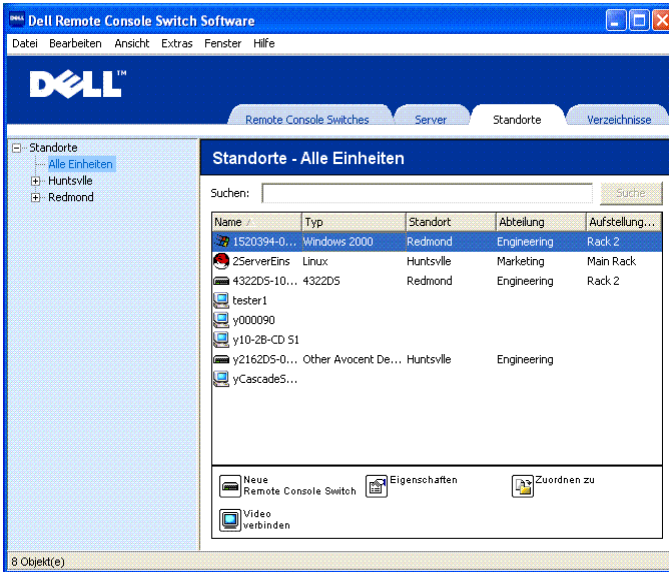 Dell Remote Console Switch Software
Datei Bearbeiten Ansicht Extras Fenster Hilfe
DELL™
Remote Console Switches Server Standorte Verzeichnisse
Standorte
Alle Einheiten
Huntsvlle
Redmond
Standorte - Alle Einheiten
Suchen: Suche
Name Typ Standort Abteilung Aufstellung...
1520394-0... Windows 2000 Redmond Engineering Rack 2
2ServerEins Linux Huntsvlle Marketing Main Rack
4322DS-10... 4322DS Redmond Engineering Rack 2
tester1
y000090
y10-2B-CD S1
y2162DS-0... Other Avocent De... Huntsvlle Engineering
yCascadeS...
Neue Remote Console Switch
Eigenschaften
Zuordnen zu
Video verbinden
8 Objekt(e)